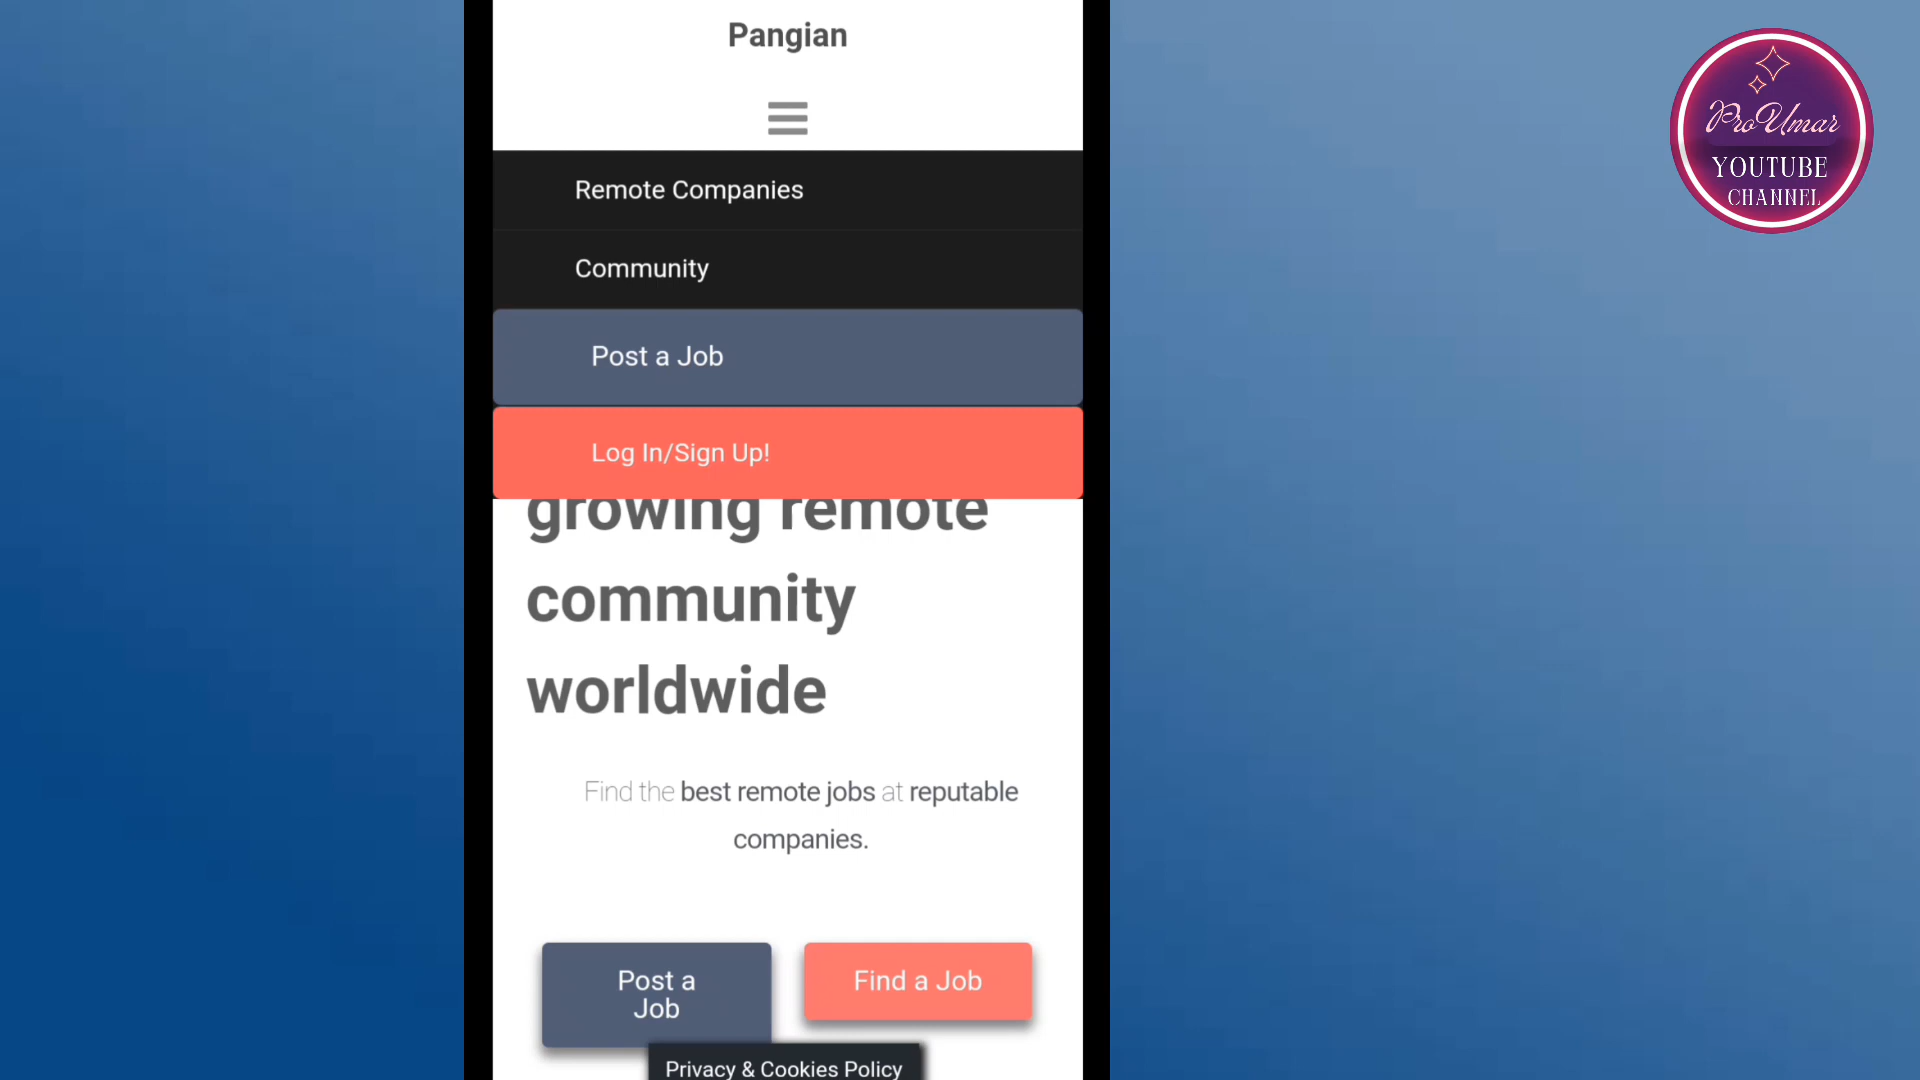 Pangian
Remote Companies
Community
Post a Job
Log In/Sign Up!
growing remote
community
worldwide
Find the best remote jobs at reputable
companies.
Post a
Job
Find a Job
Privacy & Cookies Policy
ProUmar
YOUTUBE
CHANNEL